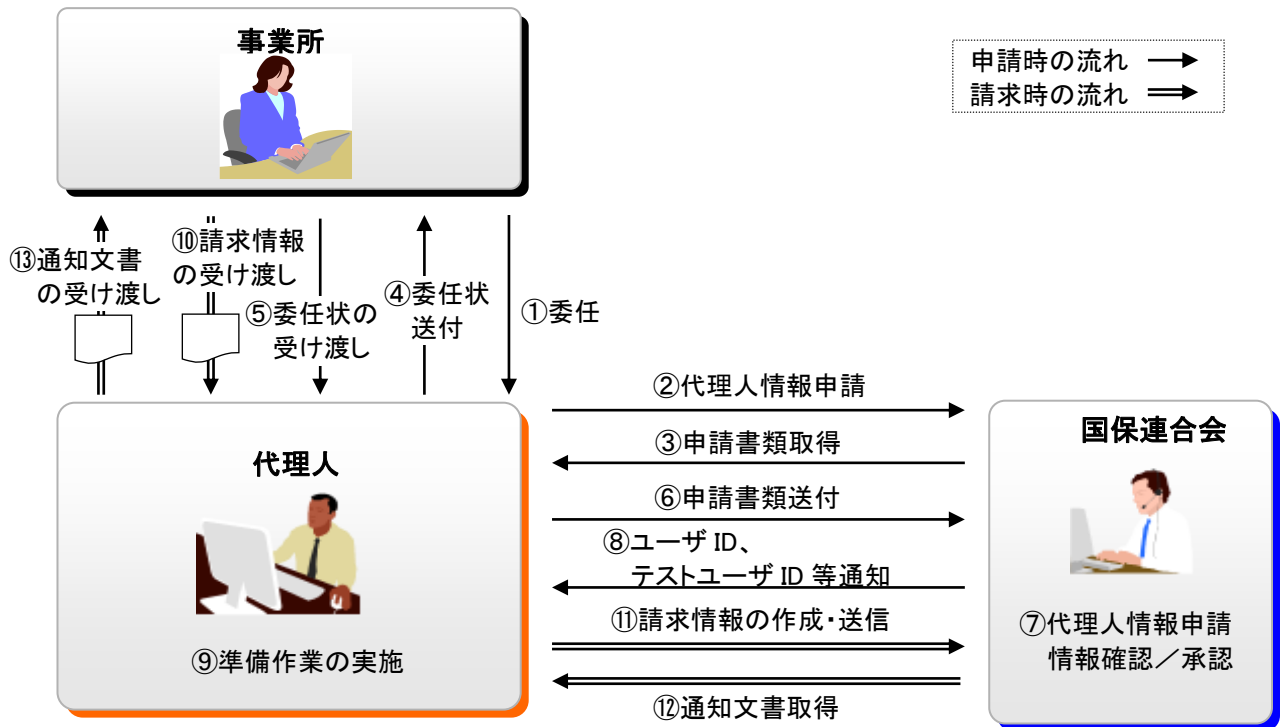 事業所
申請時の流れ
請求時の流れ
⑬通知文書
の受け渡し
⑩請求情報
の受け渡し
⑤委任状の
受け渡し
④委任状
送付
①委任
②代理人情報申請
③申請書類取得
⑥申請書類送付
⑧ユーザ ID、
テストユーザ ID 等通知
⑪請求情報の作成・送信
⑫通知文書取得
代理人
⑨準備作業の実施
国保連合会
⑦代理人情報申請
情報確認／承認